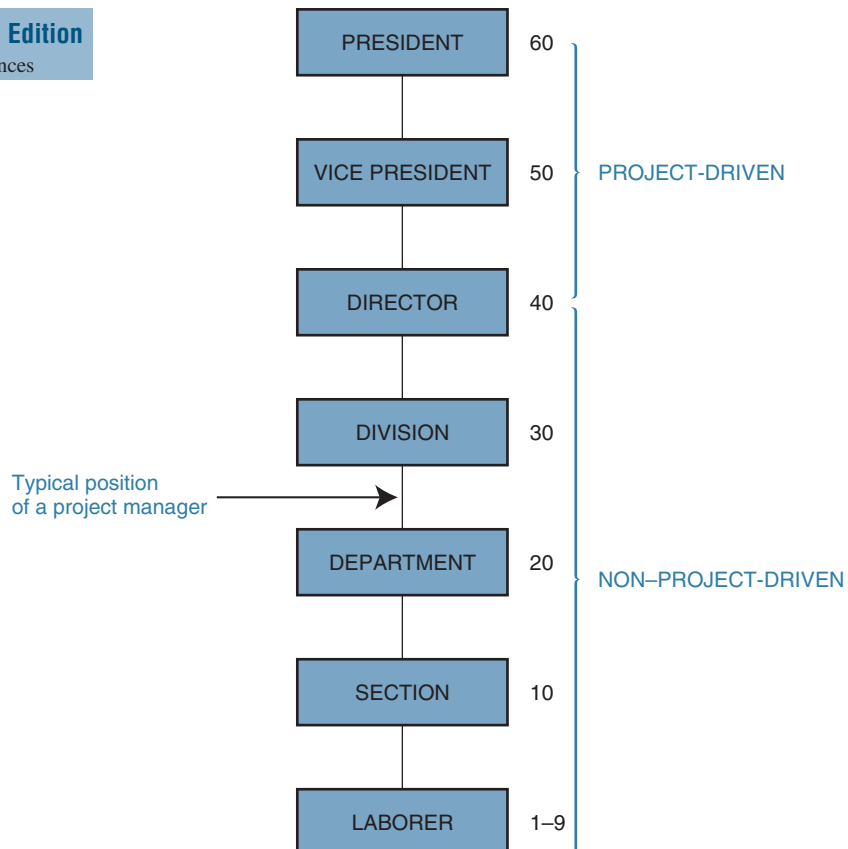 Edition
nces
PRESIDENT 60
VICE PRESIDENT 50 PROJECT-DRIVEN
DIRECTOR 40
DIVISION 30
Typical position
of a project manager
DEPARTMENT 20
NON–PROJECT-DRIVEN
SECTION 10
LABORER 1–9